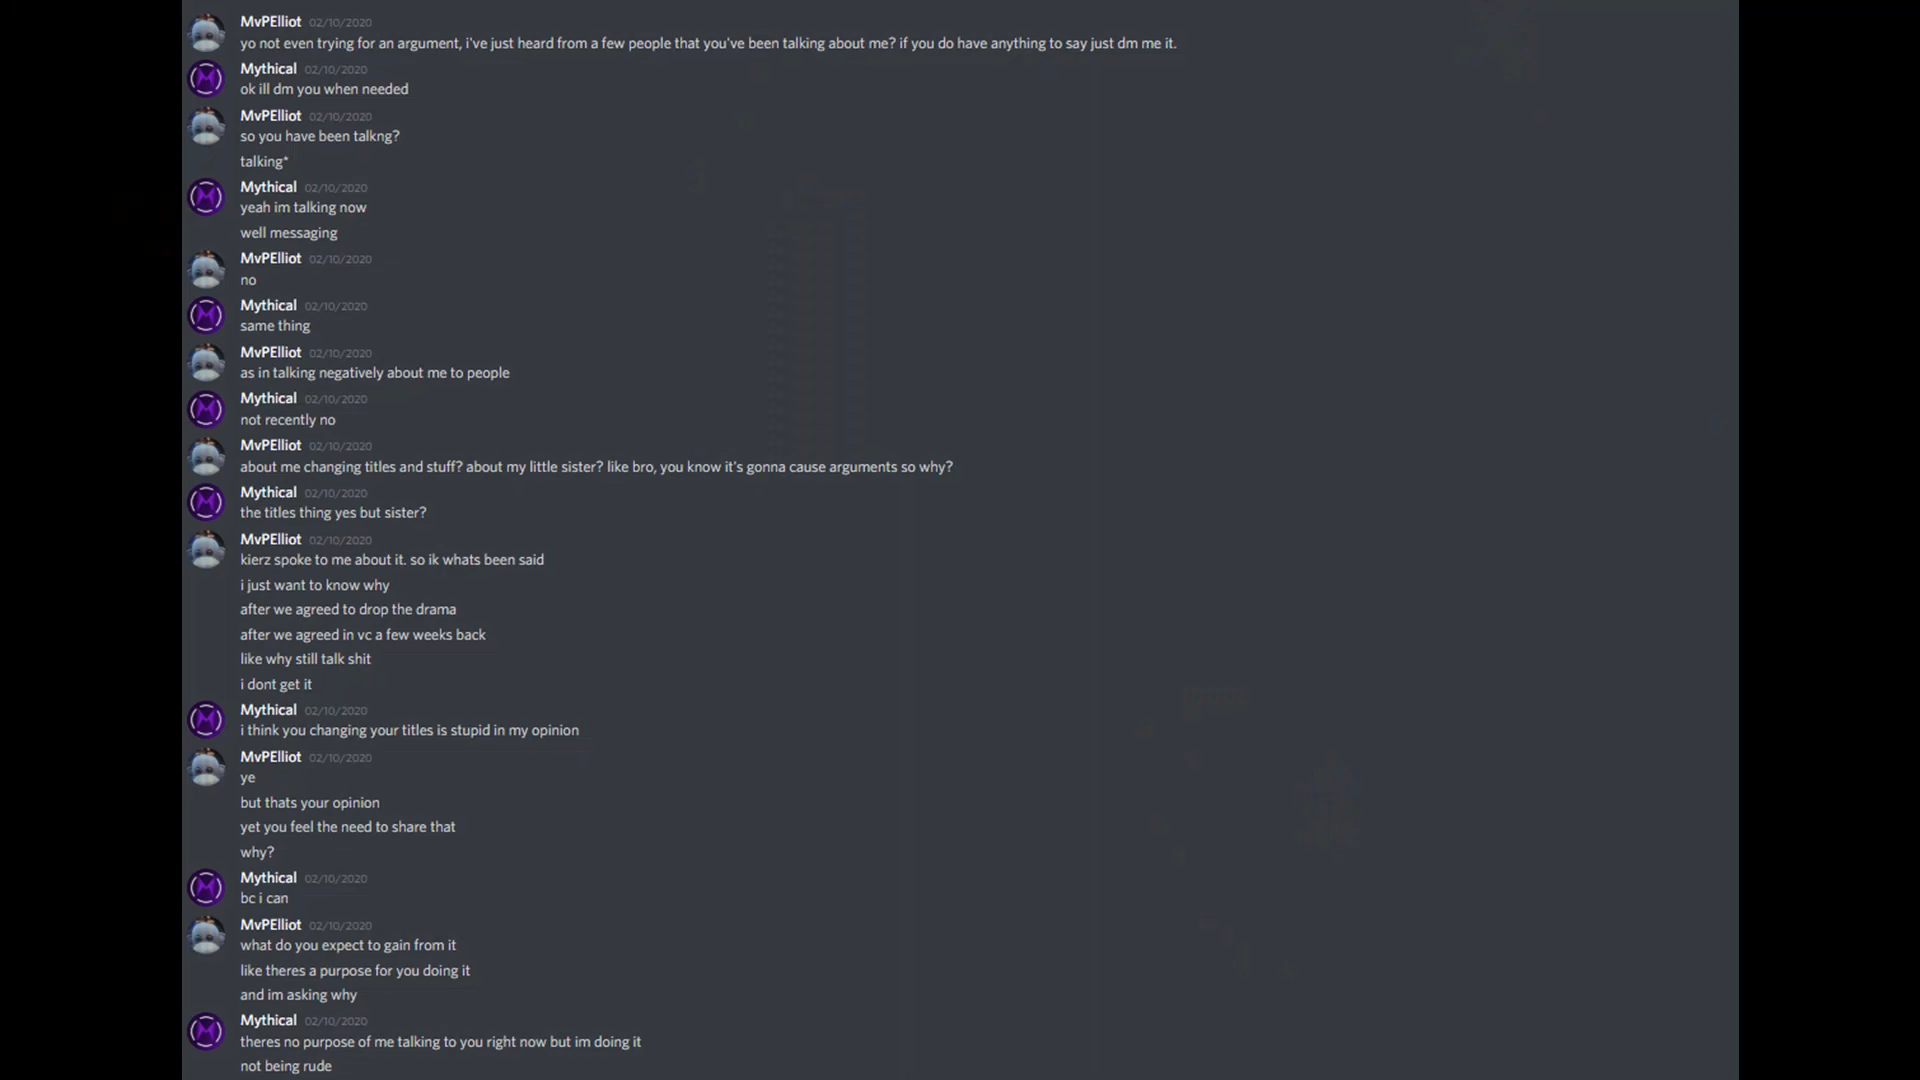 MvPElliot 02/10/2020
yo not even trying for an argument, i've just heard from a few people that you've been talking about me? if you do have anything to say just dm me it.
Mythical 02/10/2020
ok ill dm you when needed
MvPElliot 02/10/2020
so you have been talkng?
talking*
Mythical 02/10/2020
yeah im talking now
well messaging
MvPElliot 02/10/2020
no
Mythical 02/10/2020
same thing
MvPElliot 02/10/2020
as in talking negatively about me to people
Mythical 02/10/2020
not recently no
MvPElliot 02/10/2020
about me changing titles and stuff? about my little sister? like bro, you know it's gonna cause arguments so why?
Mythical 02/10/2020
the titles thing yes but sister?
MvPElliot 02/10/2020
kierz spoke to me about it. so ik whats been said
i just want to know why
after we agreed to drop the drama
after we agreed in vc a few weeks back
like why still talk shit
i dont get it
Mythical 02/10/2020
i think you changing your titles is stupid in my opinion
MvPElliot 02/10/2020
ye
but thats your opinion
yet you feel the need to share that
why?
Mythical 02/10/2020
bc i can
MvPElliot 02/10/2020
what do you expect to gain from it
like theres a purpose for you doing it
and im asking why
Mythical 02/10/2020
theres no purpose of me talking to you right now but im doing it
not being rude